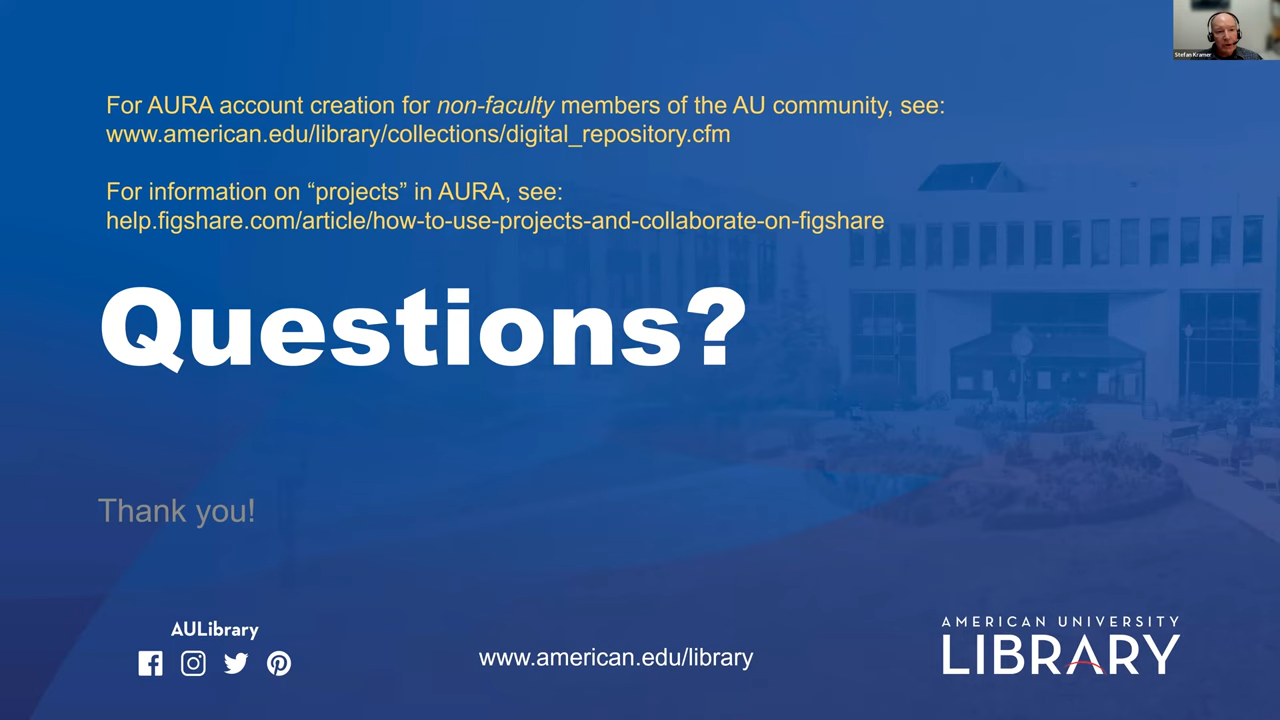 Stefan Kramer
For AURA account creation for non-faculty members of the AU community, see:
www.american.edu/library/collections/digital_repository.cfm
For information on “projects” in AURA, see:
help.figshare.com/article/how-to-use-projects-and-collaborate-on-figshare
Questions?
Thank you!
AULibrary
www.american.edu/library
AMERICAN UNIVERSITY
LIBRARY